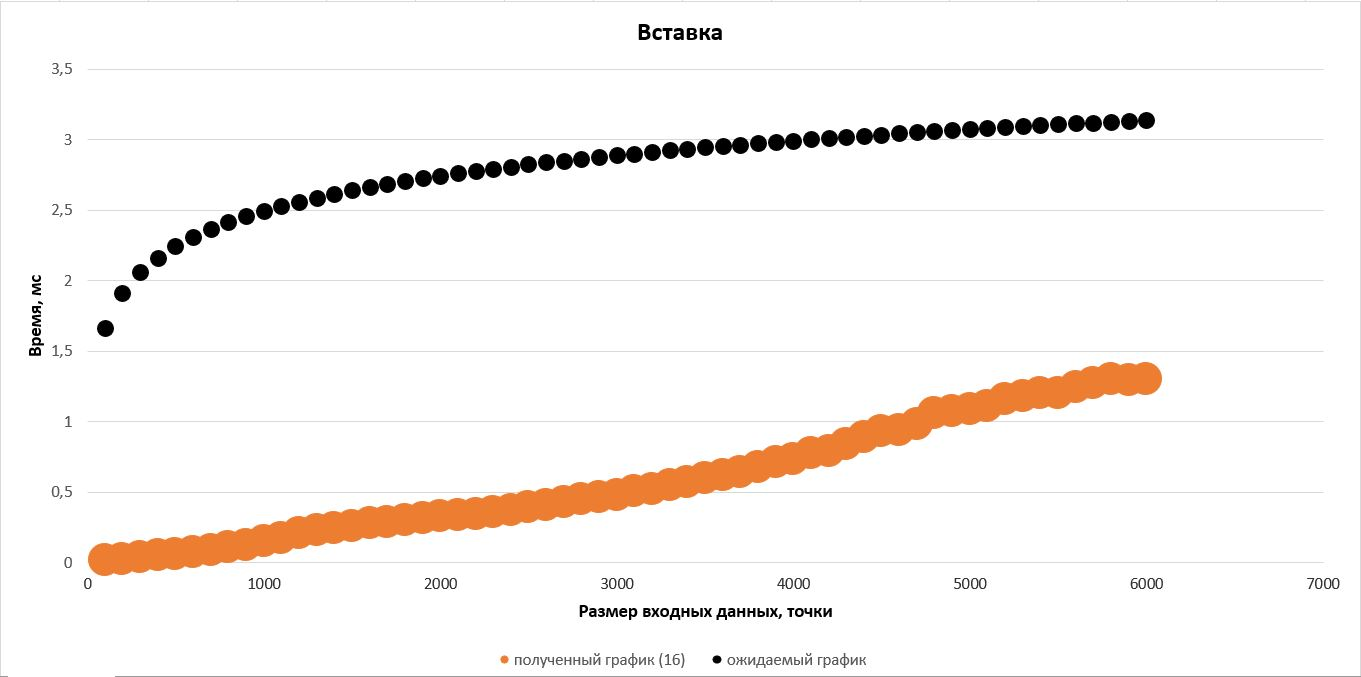 Вставка
3,5
3
2,5
2
1,5
1
0,5
0
Время, мс
0 1000 2000 3000 4000 5000 6000 7000
Размер входных данных, точки
полученный график (16) ожидаемый график